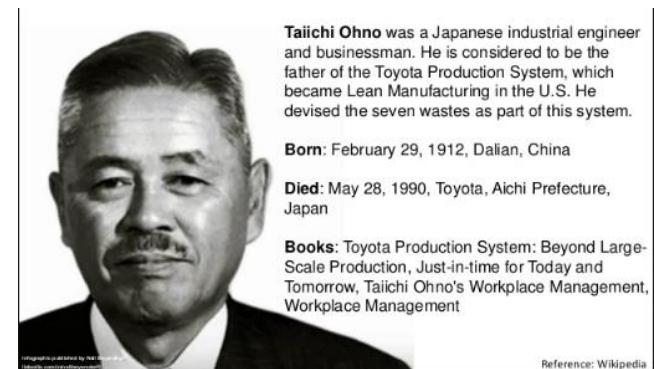 Taiichi Ohno was a Japanese industrial engineer
and businessman. He is considered to be the
father of the Toyota Production System, which
became Lean Manufacturing in the U.S. He
devised the seven wastes as part of this system.
Born: February 29, 1912, Dalian, China
Died: May 28, 1990, Toyota, Aichi Prefecture,
Japan
Books: Toyota Production System: Beyond Large-
Scale Production, Just-in-time for Today and
Tomorrow, Taiichi Ohno's Workplace Management,
Workplace Management
Infographic published by
Reference: Wikipedia